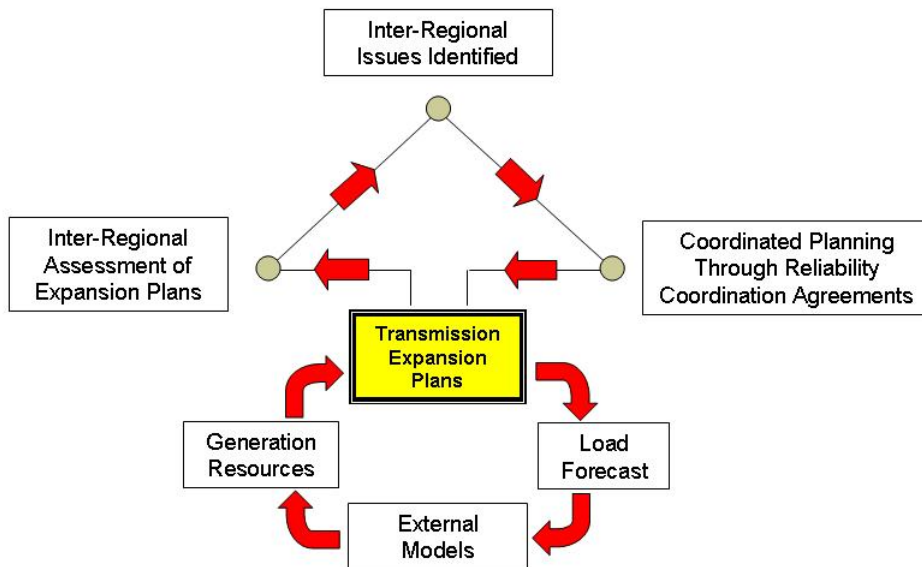 Inter-Regional
Issues Identified
Inter-Regional
Assessment of
Expansion Plans
Coordinated Planning
Through Reliability
Coordination Agreements
Transmission
Expansion
Plans
Generation
Resources
Load
Forecast
External
Models